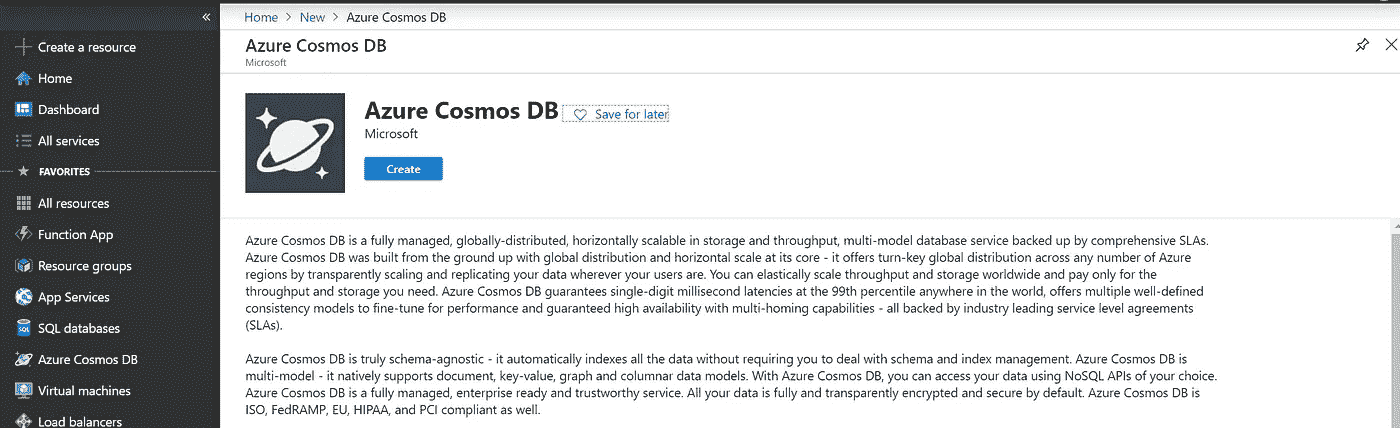 «
Home > New > Azure Cosmos DB
Create a resource
Home
Dashboard
All services
FAVORITES
All resources
Function App
Resource groups
App Services
SQL databases
Azure Cosmos DB
Virtual machines
Load balancers
Azure Cosmos DB
Microsoft
Azure Cosmos DB
Save for later
Microsoft
Create
Azure Cosmos DB is a fully managed, globally-distributed, horizontally scalable in storage and throughput, multi-model database service backed up by comprehensive SLAs.
Azure Cosmos DB was built from the ground up with global distribution and horizontal scale at its core - it offers turn-key global distribution across any number of Azure
regions by transparently scaling and replicating your data wherever your users are. You can elastically scale throughput and storage worldwide and pay only for the
throughput and storage you need. Azure Cosmos DB guarantees single-digit millisecond latencies at the 99th percentile anywhere in the world, offers multiple well-defined
consistency models to fine-tune for performance and guaranteed high availability with multi-homing capabilities - all backed by industry leading service level agreements
(SLAs).
Azure Cosmos DB is truly schema-agnostic - it automatically indexes all the data without requiring you to deal with schema and index management. Azure Cosmos DB is
multi-model - it natively supports document, key-value, graph and columnar data models. With Azure Cosmos DB, you can access your data using NoSQL APIs of your choice.
Azure Cosmos DB is a fully managed, enterprise ready and trustworthy service. All your data is fully and transparently encrypted and secure by default. Azure Cosmos DB is
ISO, FedRAMP, EU, HIPAA, and PCI compliant as well.